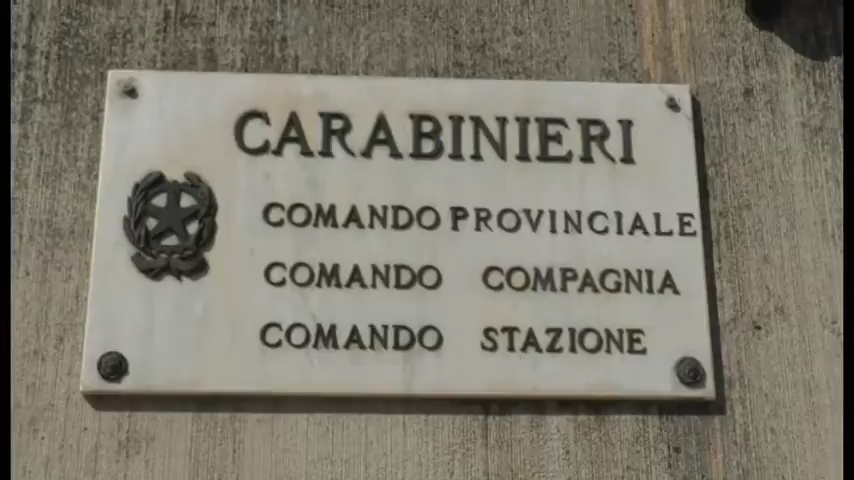 CARABINIERI
COMANDO PROVINCIALE
COMANDO COMPAGNIA
COMANDO STAZIONE